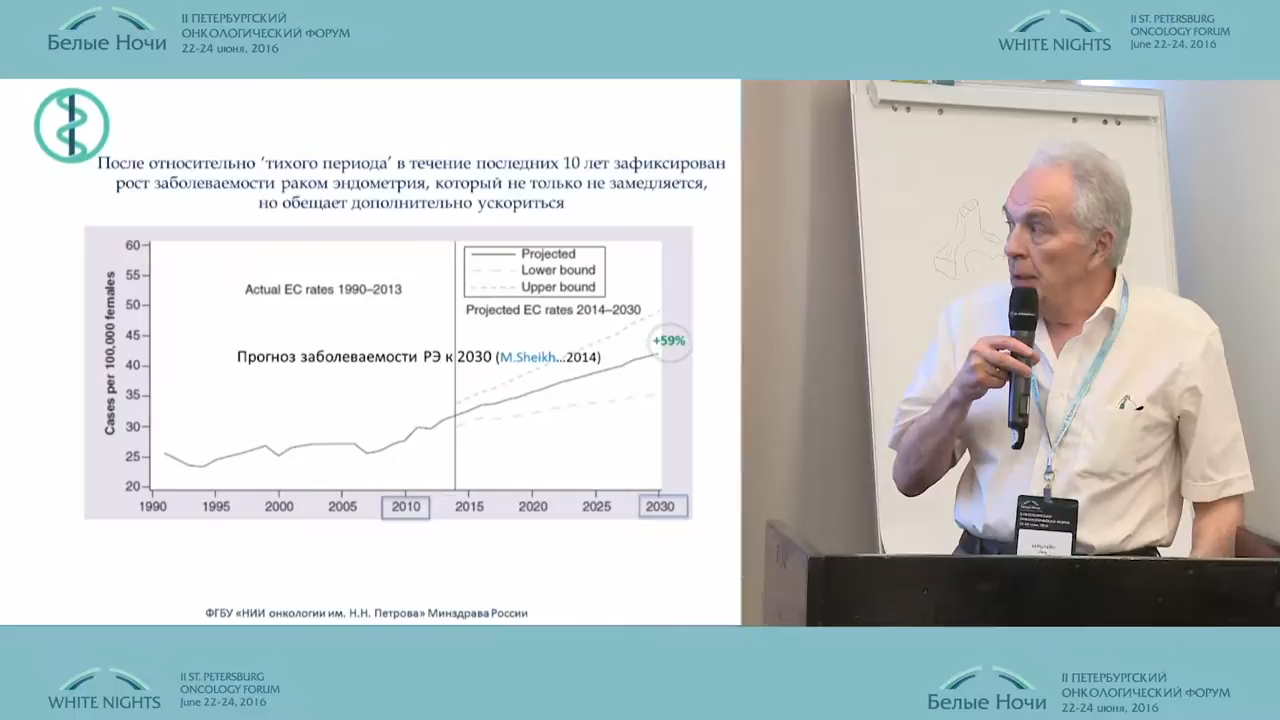 Белые Ночи
II ПЕТЕРБУРГСКИЙ
ОНКОЛОГИЧЕСКИЙ ФОРУМ
22-24 июня, 2016
WHITE NIGHTS
II ST. PETERSBURG
ONCOLOGY FORUM
June 22-24, 2016
После относительно ‘тихого периода’ в течение последних 10 лет зафиксирован
рост заболеваемости раком эндометрия, который не только не замедляется,
но обещает дополнительно ускориться
Cases per 100,000 females
60
55
50
45
40
35
30
25
20
Actual EC rates 1990–2013
Projected
Lower bound
Upper bound
Projected EC rates 2014–2030
+59%
Прогноз заболеваемости РЭ к 2030 (M.Sheikh...2014)
1990
1995
2000
2005
2010
2015
2020
2025
2030
ФГБУ «НИИ онкологии им. Н.Н. Петрова» Минздрава России
WHITE NIGHTS
II ST. PETERSBURG
ONCOLOGY FORUM
June 22-24, 2016
Белые Ночи
II ПЕТЕРБУРГСКИЙ
ОНКОЛОГИЧЕСКИЙ ФОРУМ
22-24 июня, 2016